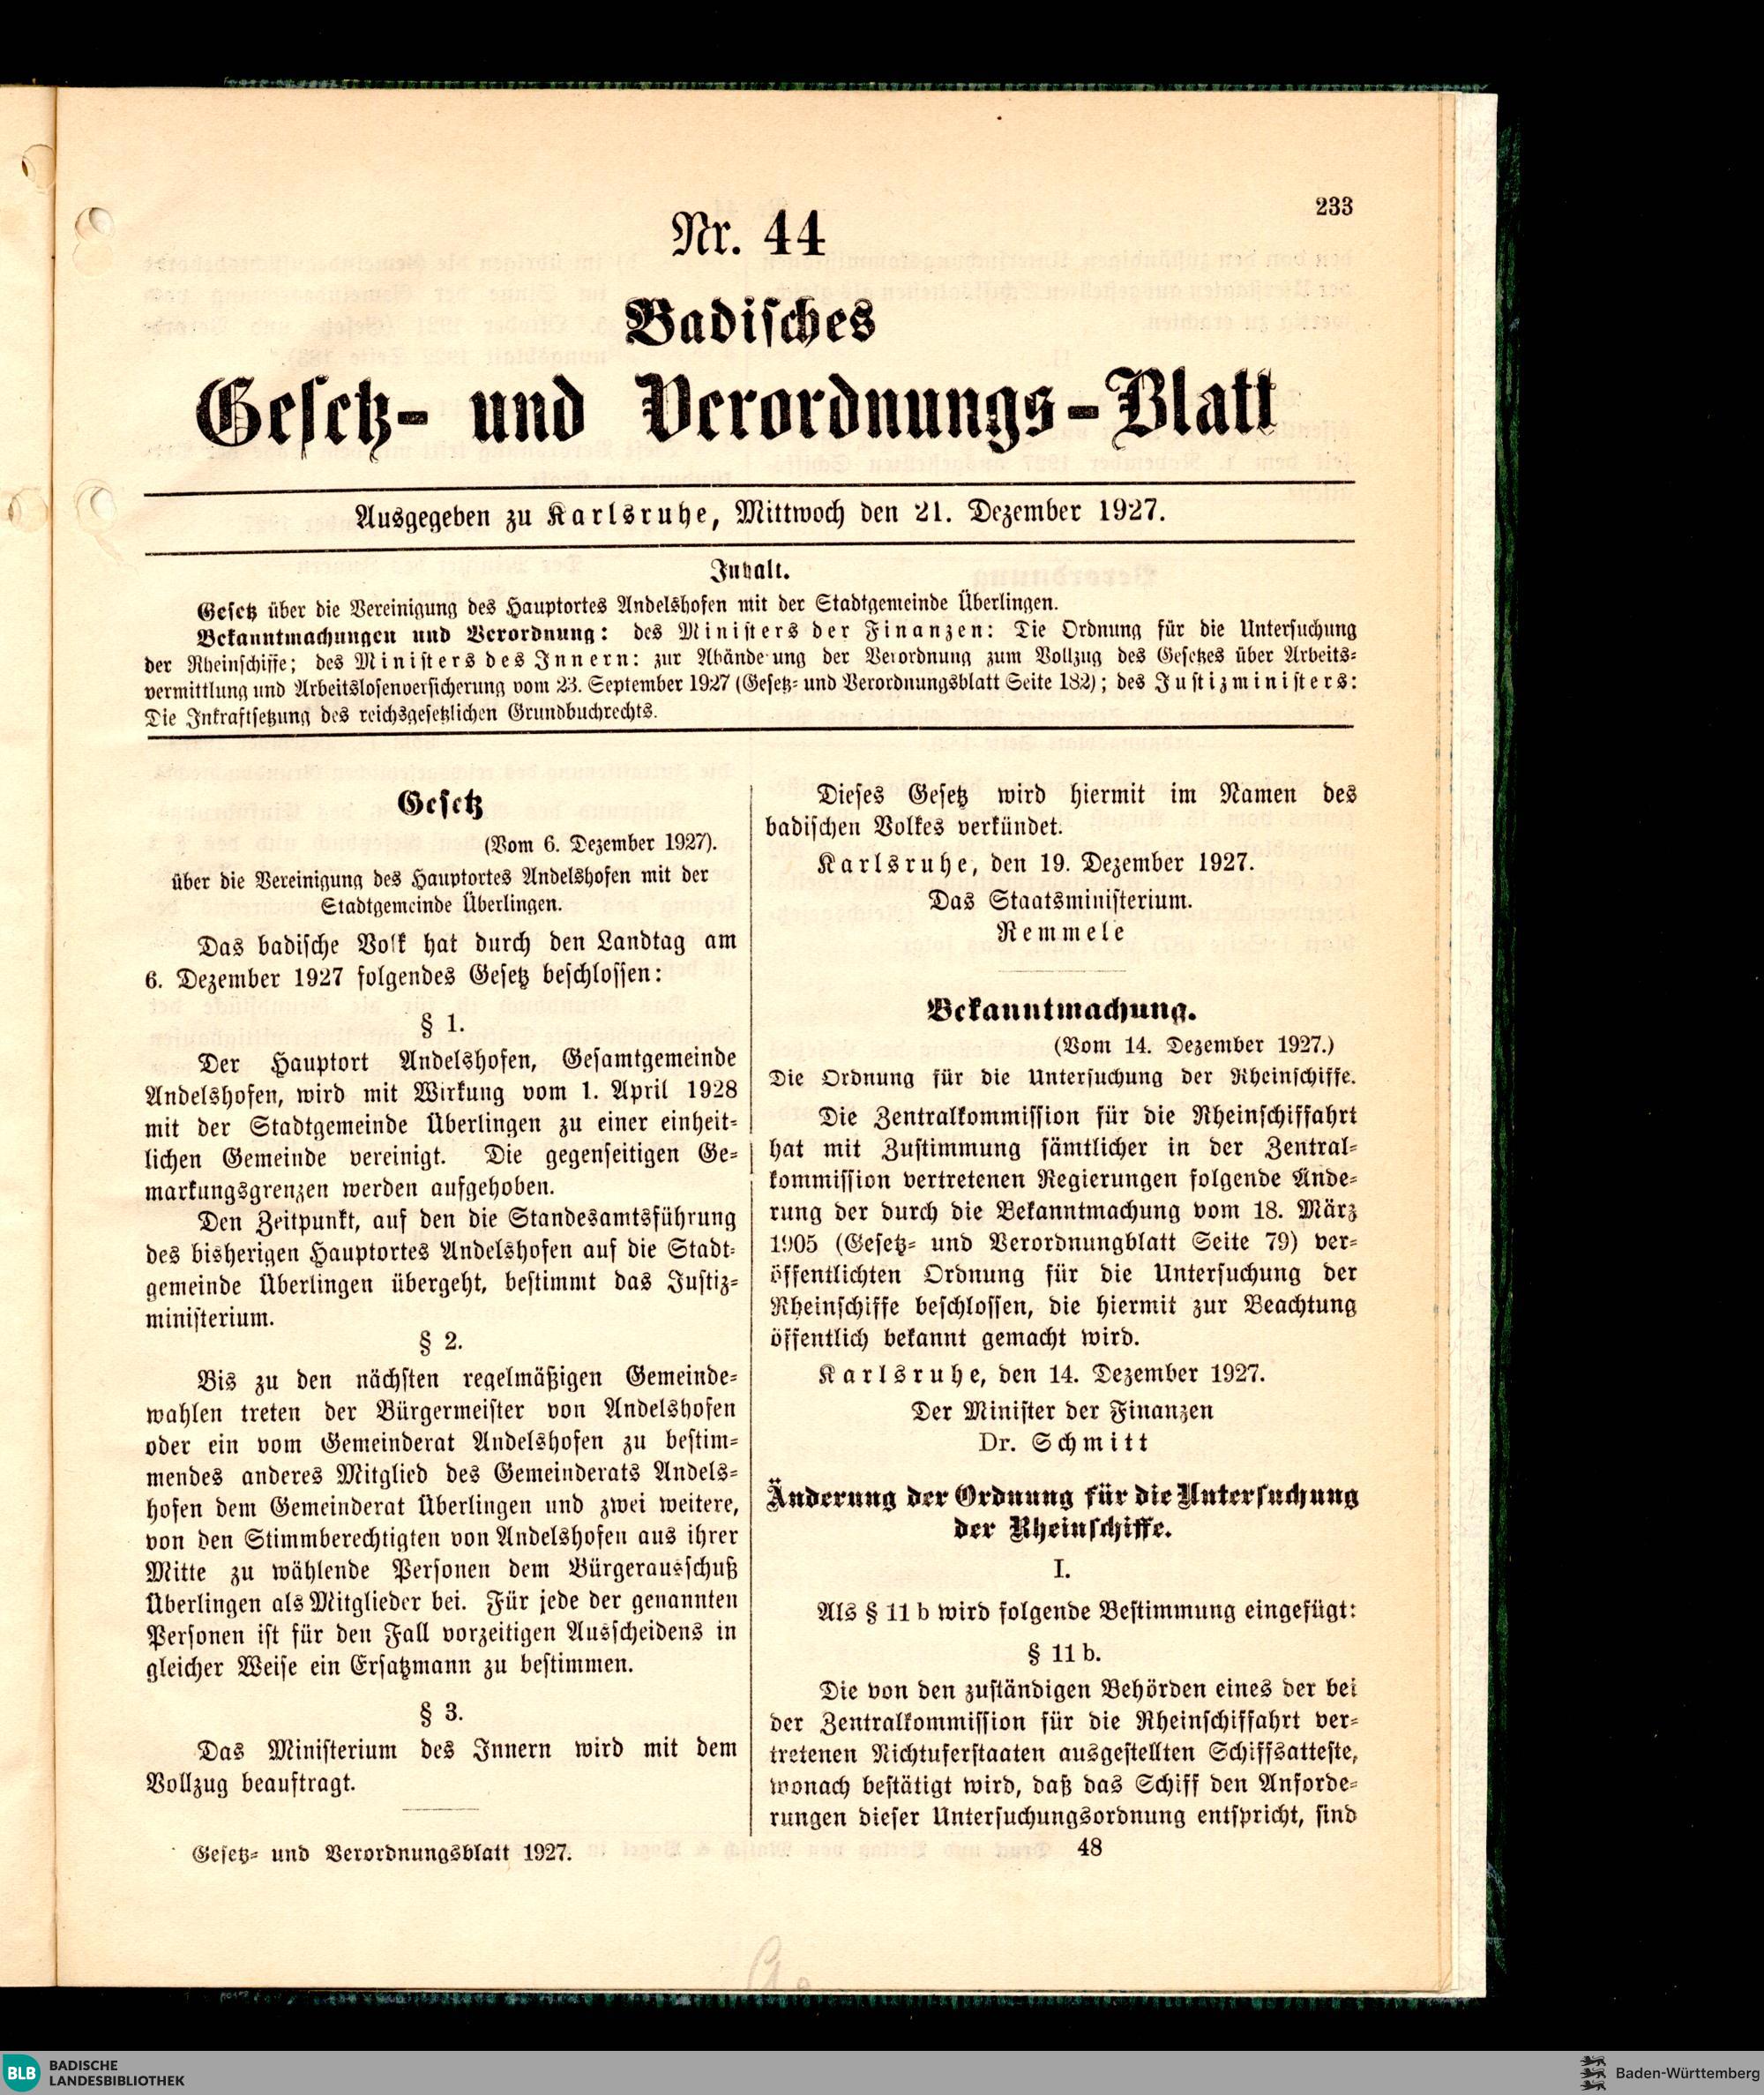 233
Nr. 44
Badisches
Gesetz- und Verordnungs-Blatt
Ausgegeben zu Karlsruhe, Mittwoch den 21. Dezember 1927.
Inhalt.
Gesetz über die Vereinigung des Hauptortes Andelshofen mit der Stadtgemeinde Überlingen.
Bekanntmachungen und Verordnung: des Ministers der Finanzen: Die Ordnung für die Untersuchung
der Rheinschiffe; des Ministers des Innern: zur Abänderung der Verordnung zum Vollzug des Gesetzes über Arbeits-
vermittlung und Arbeitslosenversicherung vom 23. September 1927 (Gesetz- und Verordnungsblatt Seite 182); des Justizministers:
Die Inkraftsetzung des reichsgesetzlichen Grundbuchrechts.
Gesetz
(Vom 6. Dezember 1927).
über die Vereinigung des Hauptortes Andelshofen mit der
Stadtgemeinde Überlingen.
Das badische Volk hat durch den Landtag am
6. Dezember 1927 folgendes Gesetz beschlossen:
§ 1.
Der Hauptort Andelshofen, Gesamtgemeinde
Andelshofen, wird mit Wirkung vom 1. April 1928
mit der Stadtgemeinde Überlingen zu einer einheit-
lichen Gemeinde vereinigt. Die gegenseitigen Ge-
markungsgrenzen werden aufgehoben.
Den Zeitpunkt, auf den die Standesamtsführung
des bisherigen Hauptortes Andelshofen auf die Stadt-
gemeinde Überlingen übergeht, bestimmt das Justiz-
ministerium.
§ 2.
Bis zu den nächsten regelmäßigen Gemeinde-
wahlen treten der Bürgermeister von Andelshofen
oder ein vom Gemeinderat Andelshofen zu bestim-
mendes anderes Mitglied des Gemeinderats Andels-
hofen dem Gemeinderat Überlingen und zwei weitere,
von den Stimmberechtigten von Andelshofen aus ihrer
Mitte zu wählende Personen dem Bürgerausschuß
Überlingen als Mitglieder bei. Für jede der genannten
Personen ist für den Fall vorzeitigen Ausscheidens in
gleicher Weise ein Ersatzmann zu bestimmen.
§ 3.
Das Ministerium des Innern wird mit dem
Vollzug beauftragt.
Dieses Gesetz wird hiermit im Namen des
badischen Volkes verkündet.
Karlsruhe, den 19. Dezember 1927.
Das Staatsministerium.
Remmele
Bekanntmachung.
(Vom 14. Dezember 1927.)
Die Ordnung für die Untersuchung der Rheinschiffe.
Die Zentralkommission für die Rheinschiffahrt
hat mit Zustimmung sämtlicher in der Zentral-
kommission vertretenen Regierungen folgende Ände-
rung der durch die Bekanntmachung vom 18. März
1905 (Gesetz- und Verordnungblatt Seite 79) ver-
öffentlichten Ordnung für die Untersuchung der
Rheinschiffe beschlossen, die hiermit zur Beachtung
öffentlich bekannt gemacht wird.
Karlsruhe, den 14. Dezember 1927.
Der Minister der Finanzen
Dr. Schmitt
Änderung der Ordnung für die Untersuchung
der Rheinschiffe.
I.
Als § 11 b wird folgende Bestimmung eingefügt:
§ 11 b.
Die von den zuständigen Behörden eines der bei
der Zentralkommission für die Rheinschiffahrt ver-
tretenen Nichtuferstaaten ausgestellten Schiffsatteste,
wonach bestätigt wird, daß das Schiff den Anforde-
rungen dieser Untersuchungsordnung entspricht, sind
Gesetz- und Verordnungsblatt 1927.
48
BLB BADISCHE
LANDESBIBLIOTHEK
Baden-Württemberg